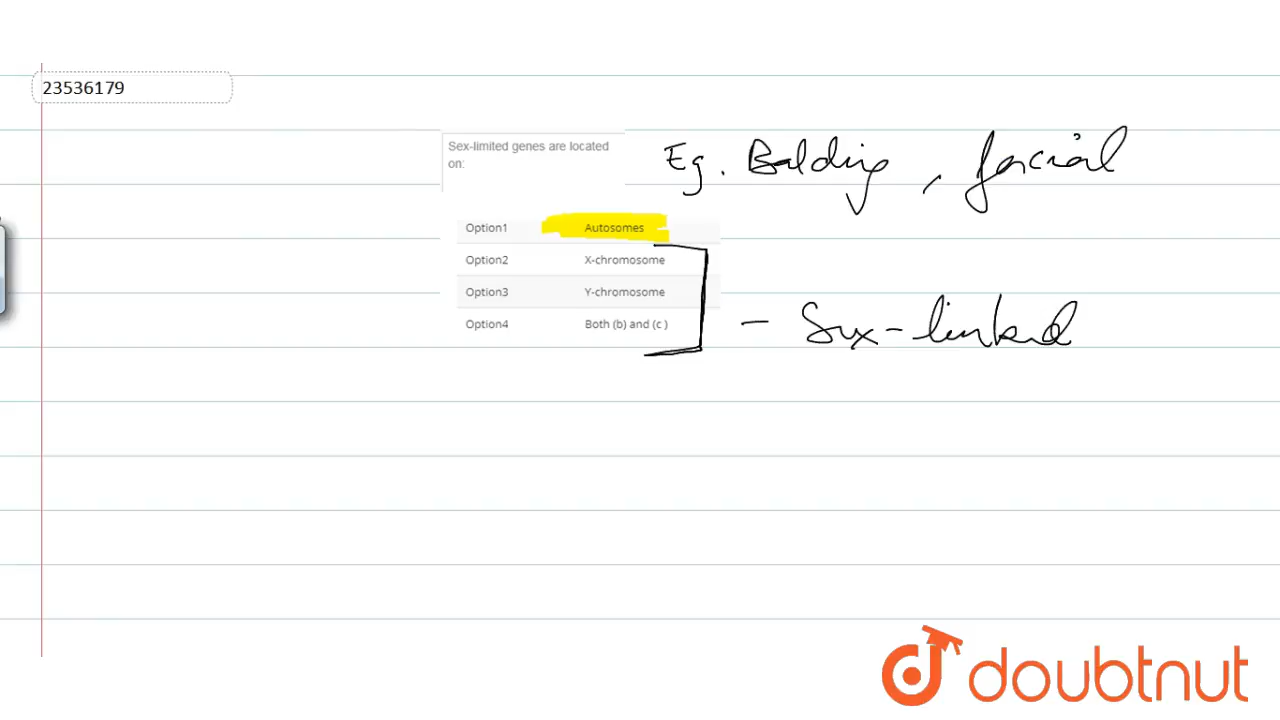 23536179
Sex-limited genes are located
on:
Eg. Balding, facial
Option1 Autosomes
Option2 X-chromosome
Option3 Y-chromosome
Option4 Both (b) and (c )
- Sex-linked
doubtnut